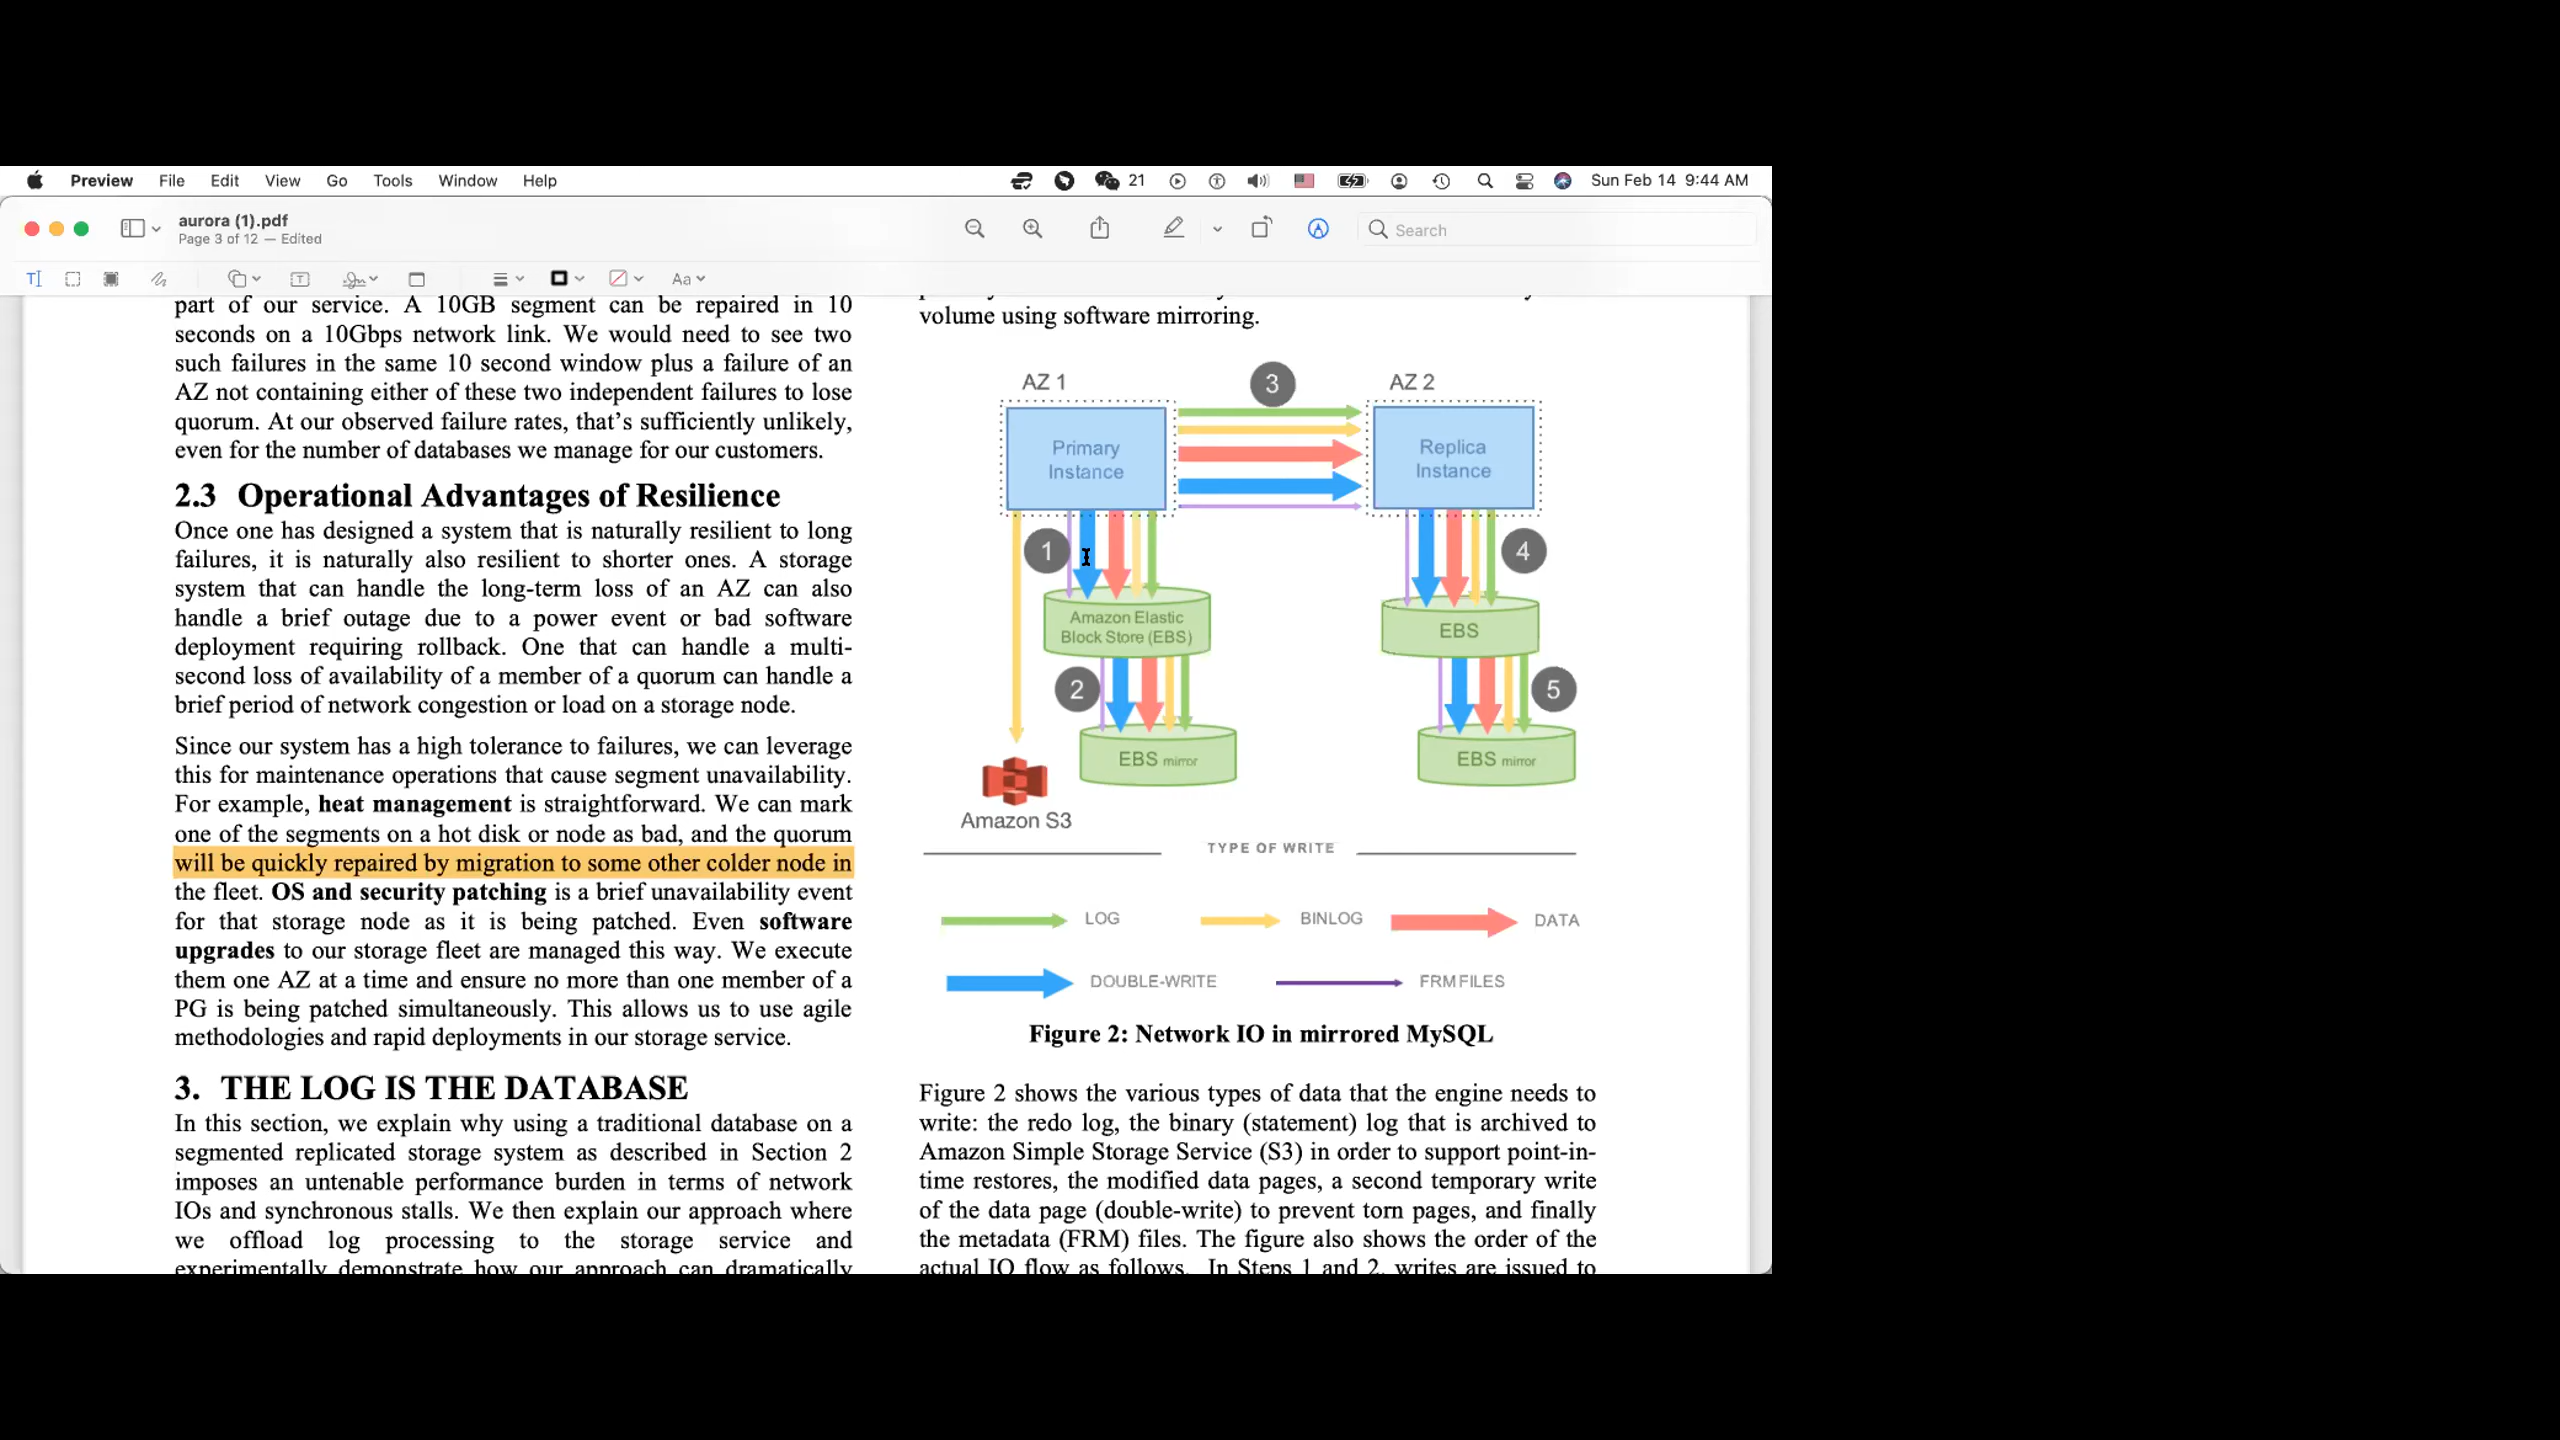 Preview File Edit View Go Tools Window Help 21 Sun Feb 14 9:44 AM
aurora (1).pdf
Page 3 of 12 — Edited
Search
Aa
part of our service. A 10GB segment can be repaired in 10
seconds on a 10Gbps network link. We would need to see two
such failures in the same 10 second window plus a failure of an
AZ not containing either of these two independent failures to lose
quorum. At our observed failure rates, that's sufficiently unlikely,
even for the number of databases we manage for our customers.
2.3 Operational Advantages of Resilience
Once one has designed a system that is naturally resilient to long
failures, it is naturally also resilient to shorter ones. A storage
system that can handle the long-term loss of an AZ can also
handle a brief outage due to a power event or bad software
deployment requiring rollback. One that can handle a multi-
second loss of availability of a member of a quorum can handle a
brief period of network congestion or load on a storage node.
Since our system has a high tolerance to failures, we can leverage
this for maintenance operations that cause segment unavailability.
For example, heat management is straightforward. We can mark
one of the segments on a hot disk or node as bad, and the quorum
will be quickly repaired by migration to some other colder node in
the fleet. OS and security patching is a brief unavailability event
for that storage node as it is being patched. Even software
upgrades to our storage fleet are managed this way. We execute
them one AZ at a time and ensure no more than one member of a
PG is being patched simultaneously. This allows us to use agile
methodologies and rapid deployments in our storage service.
3. THE LOG IS THE DATABASE
In this section, we explain why using a traditional database on a
segmented replicated storage system as described in Section 2
imposes an untenable performance burden in terms of network
IOs and synchronous stalls. We then explain our approach where
we offload log processing to the storage service and
experimentally demonstrate how our approach can dramatically
volume using software mirroring.
AZ 1
3
AZ 2
Primary
Instance
Replica
Instance
1
4
Amazon Elastic
Block Store (EBS)
EBS
2
5
EBS mirror
EBS mirror
Amazon S3
TYPE OF WRITE
LOG
BINLOG
DATA
DOUBLE-WRITE
FRM FILES
Figure 2: Network IO in mirrored MySQL
Figure 2 shows the various types of data that the engine needs to
write: the redo log, the binary (statement) log that is archived to
Amazon Simple Storage Service (S3) in order to support point-in-
time restores, the modified data pages, a second temporary write
of the data page (double-write) to prevent torn pages, and finally
the metadata (FRM) files. The figure also shows the order of the
actual IO flow as follows. In Steps 1 and 2, writes are issued to